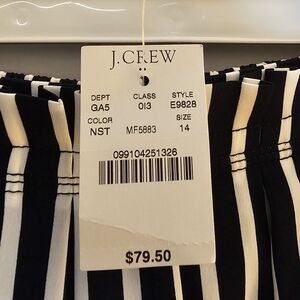 J.CREW
DEPT CLASS STYLE
GA5 013 E9828
COLOR SIZE
NST MF5883 14
099104251326
$79.50